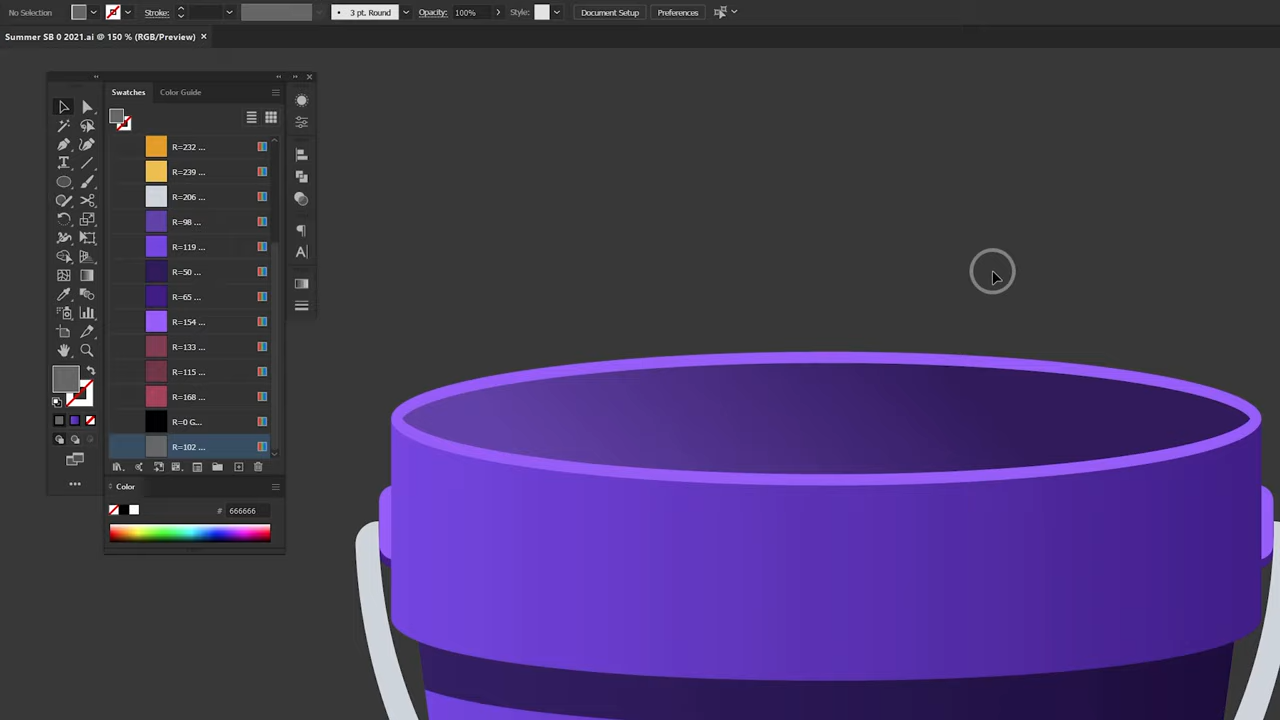 No Selection
Stroke:
3 pt. Round
Opacity: 100%
Style:
Document Setup
Preferences
Summer SB 0 2021.ai @ 150 % (RGB/Preview) ×
Swatches
Color Guide
R=232 ...
R=239 ...
R=206 ...
R=98 ...
R=119 ...
R=50 ...
R=65 ...
R=154 ...
R=133 ...
R=115 ...
R=168 ...
R=0 G...
R=102 ...
Color
# 666666